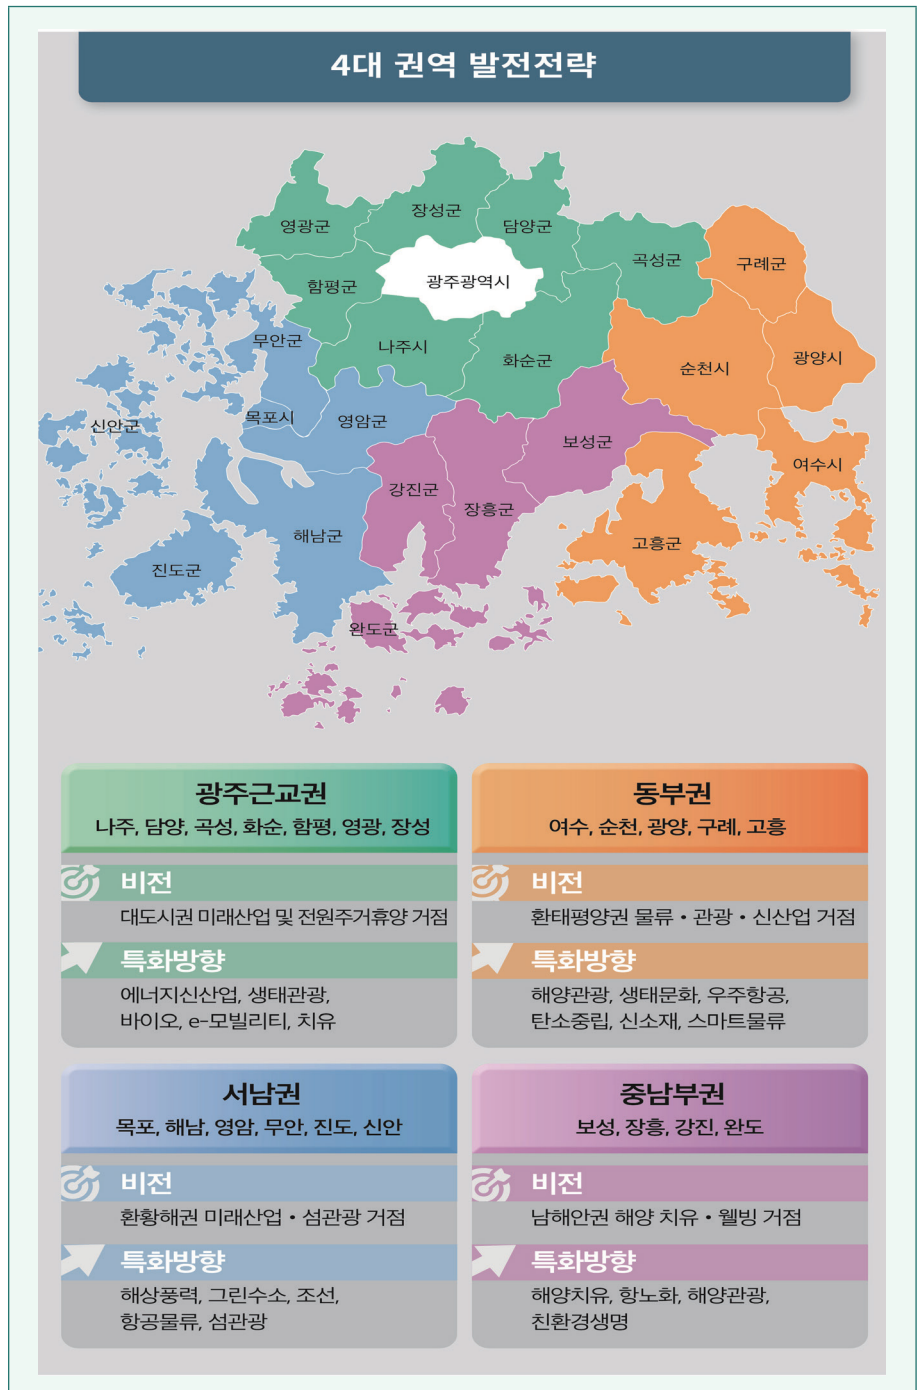 4대 권역 발전전략
영광군
장성군
담양군
곡성군
구례군
함평군
광주광역시
무안군
나주시
화순군
순천시
광양시
신안군
목포시
영암군
보성군
여수시
강진군
장흥군
해남군
고흥군
진도군
완도군
광주근교권
나주, 담양, 곡성, 화순, 함평, 영광, 장성
비전
대도시권 미래산업 및 전원주거휴양 거점
특화방향
에너지신산업, 생태관광,
바이오, e-모빌리티, 치유
동부권
여수, 순천, 광양, 구례, 고흥
비전
환태평양권 물류・관광・신산업 거점
특화방향
해양관광, 생태문화, 우주항공,
탄소중립, 신소재, 스마트물류
서남권
목포, 해남, 영암, 무안, 진도, 신안
비전
환황해권 미래산업・섬관광 거점
특화방향
해상풍력, 그린수소, 조선,
항공물류, 섬관광
중남부권
보성, 장흥, 강진, 완도
비전
남해안권 해양 치유・웰빙 거점
특화방향
해양치유, 항노화, 해양관광,
친환경생명